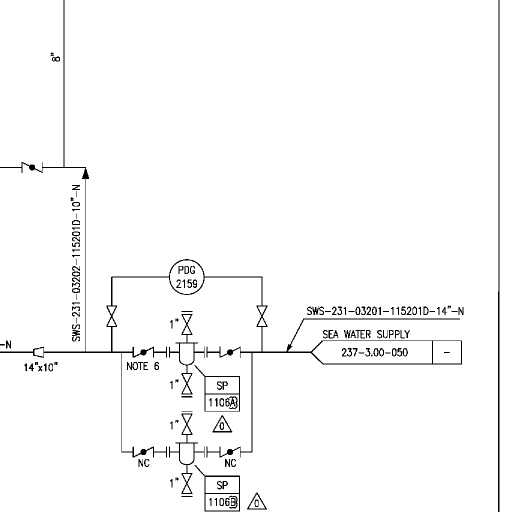 8"
SWS-231-03202-115201D-10"-N
PDG
2159
SWS-231-03201-115201D-14"-N
1"
SEA WATER SUPPLY
-N
237-3.00-050
-
14"x10"
NOTE 6
1"
SP
1106A
1"
0
NC
NC
1"
SP
1106B
0